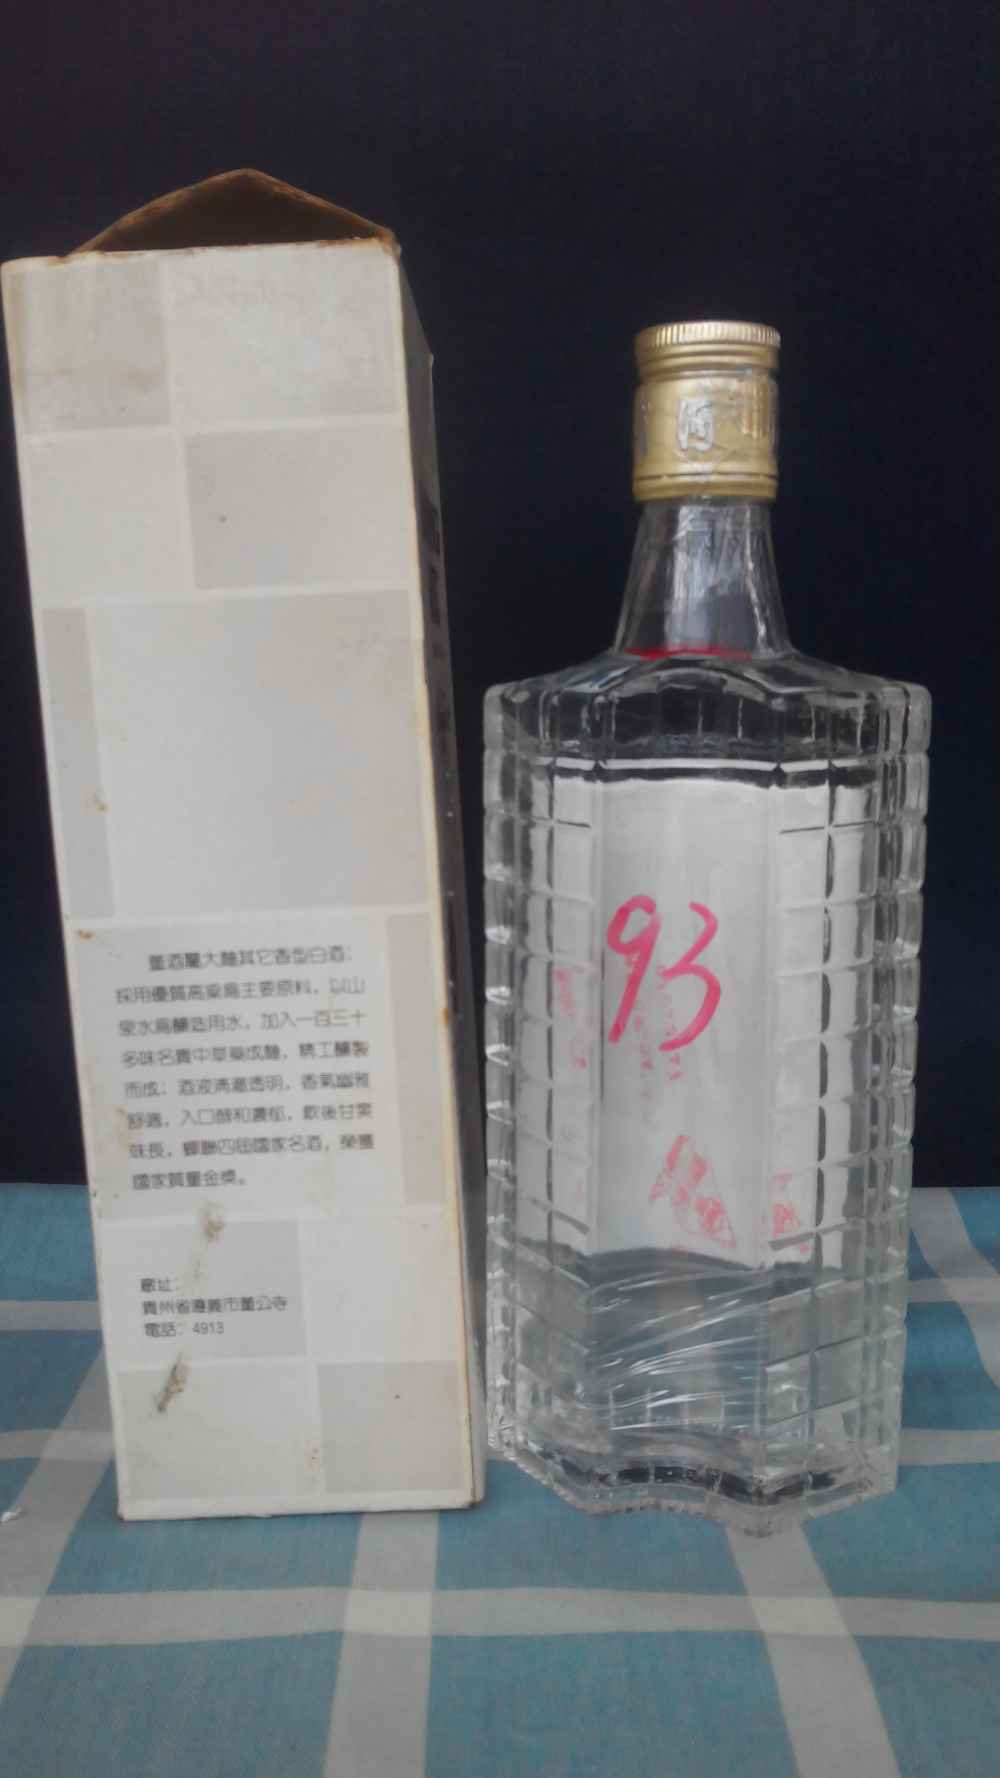 董酒屬大麯其它香型白酒；
採用優質高粱爲主要原料，以山
泉水爲釀造用水，加入一百三十
多味名貴中草藥成麯，精工釀製
而成；酒液清澈透明，香氣幽雅
舒適，入口醇和濃郁，飲後甘爽
味長，蟬聯四屆國家名酒，榮獲
國家質量金獎。
廠址：
貴州省遵義市董公寺
電話：4913
93